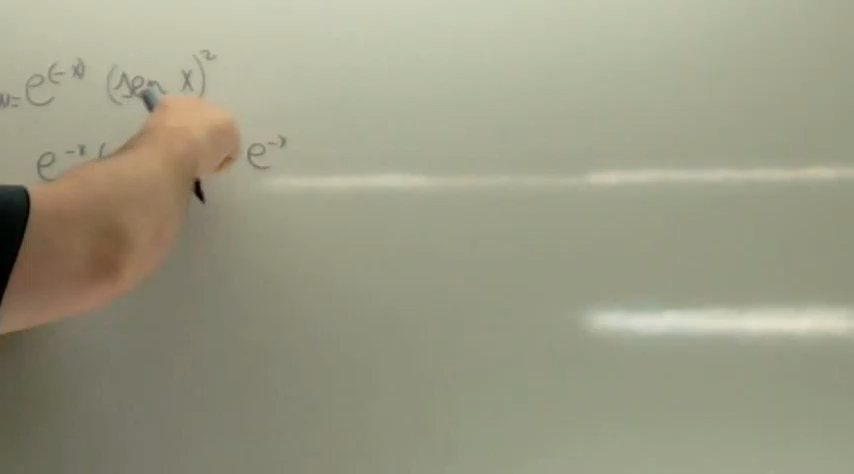 = e^(-x) (sen x)^2
e^-x ( e^-x